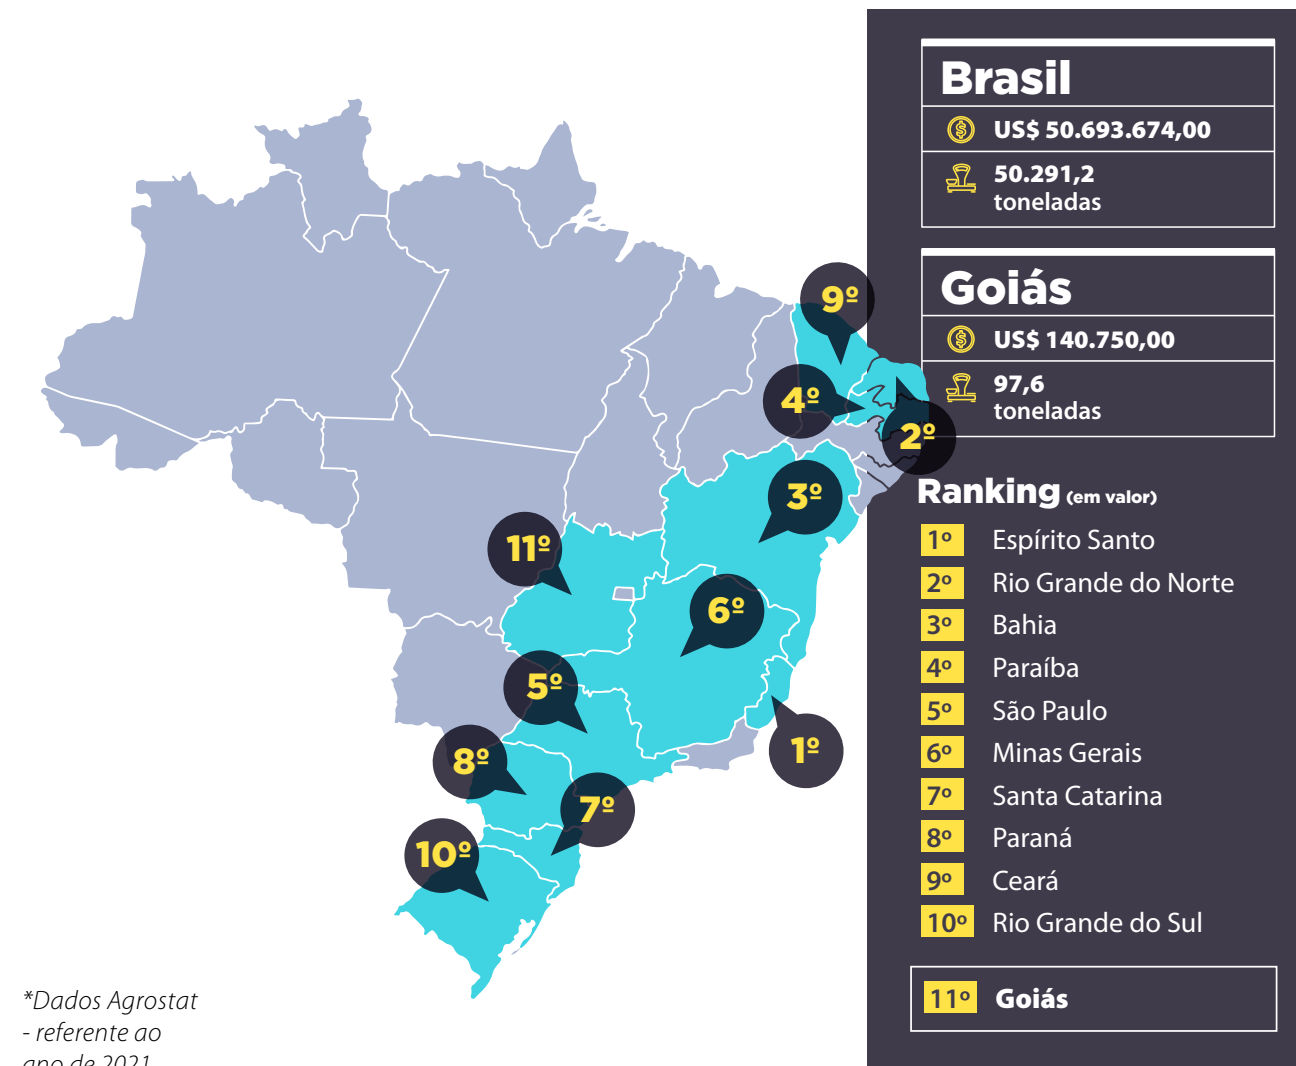 Brasil
US$ 50.693.674,00
50.291,2
toneladas
Goiás
US$ 140.750,00
97,6
toneladas
9º
4º
2º
3º
11º
6º
5º
1º
8º
7º
10º
Ranking (em valor)
1º Espírito Santo
2º Rio Grande do Norte
3º Bahia
4º Paraíba
5º São Paulo
6º Minas Gerais
7º Santa Catarina
8º Paraná
9º Ceará
10º Rio Grande do Sul
11º Goiás
*Dados Agrostat
- referente ao
ano de 2021